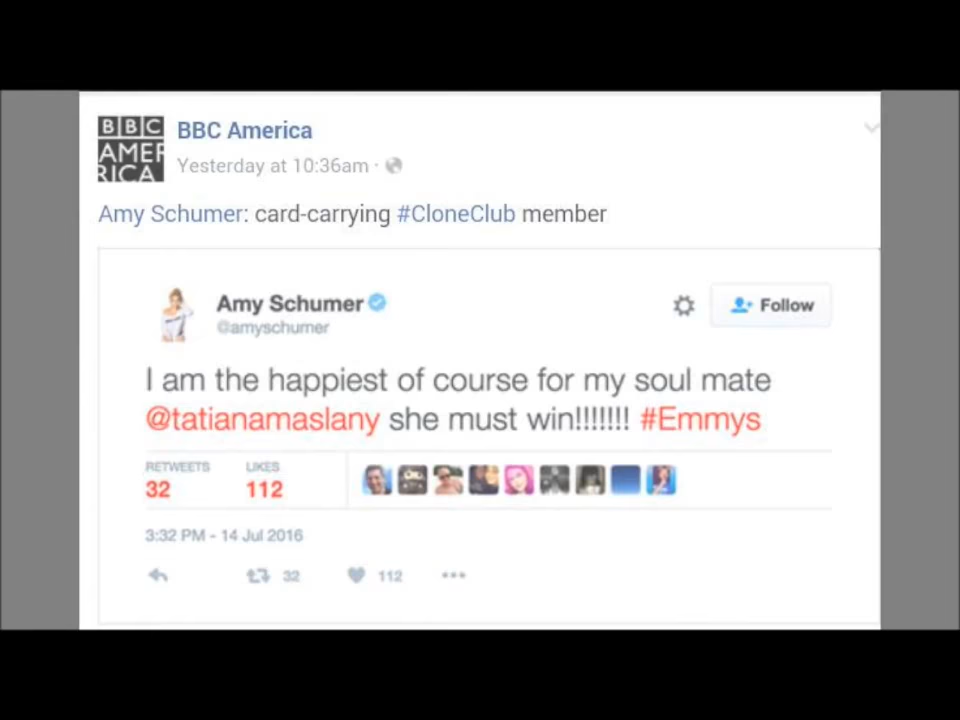 BBC
AMER
RICA
BBC America
Yesterday at 10:36am ·
Amy Schumer: card-carrying #CloneClub member
Amy Schumer
@amyschumer
Follow
I am the happiest of course for my soul mate
@tatianamaslany she must win!!!!!!! #Emmys
RETWEETS LIKES
32 112
3:32 PM - 14 Jul 2016
32 112